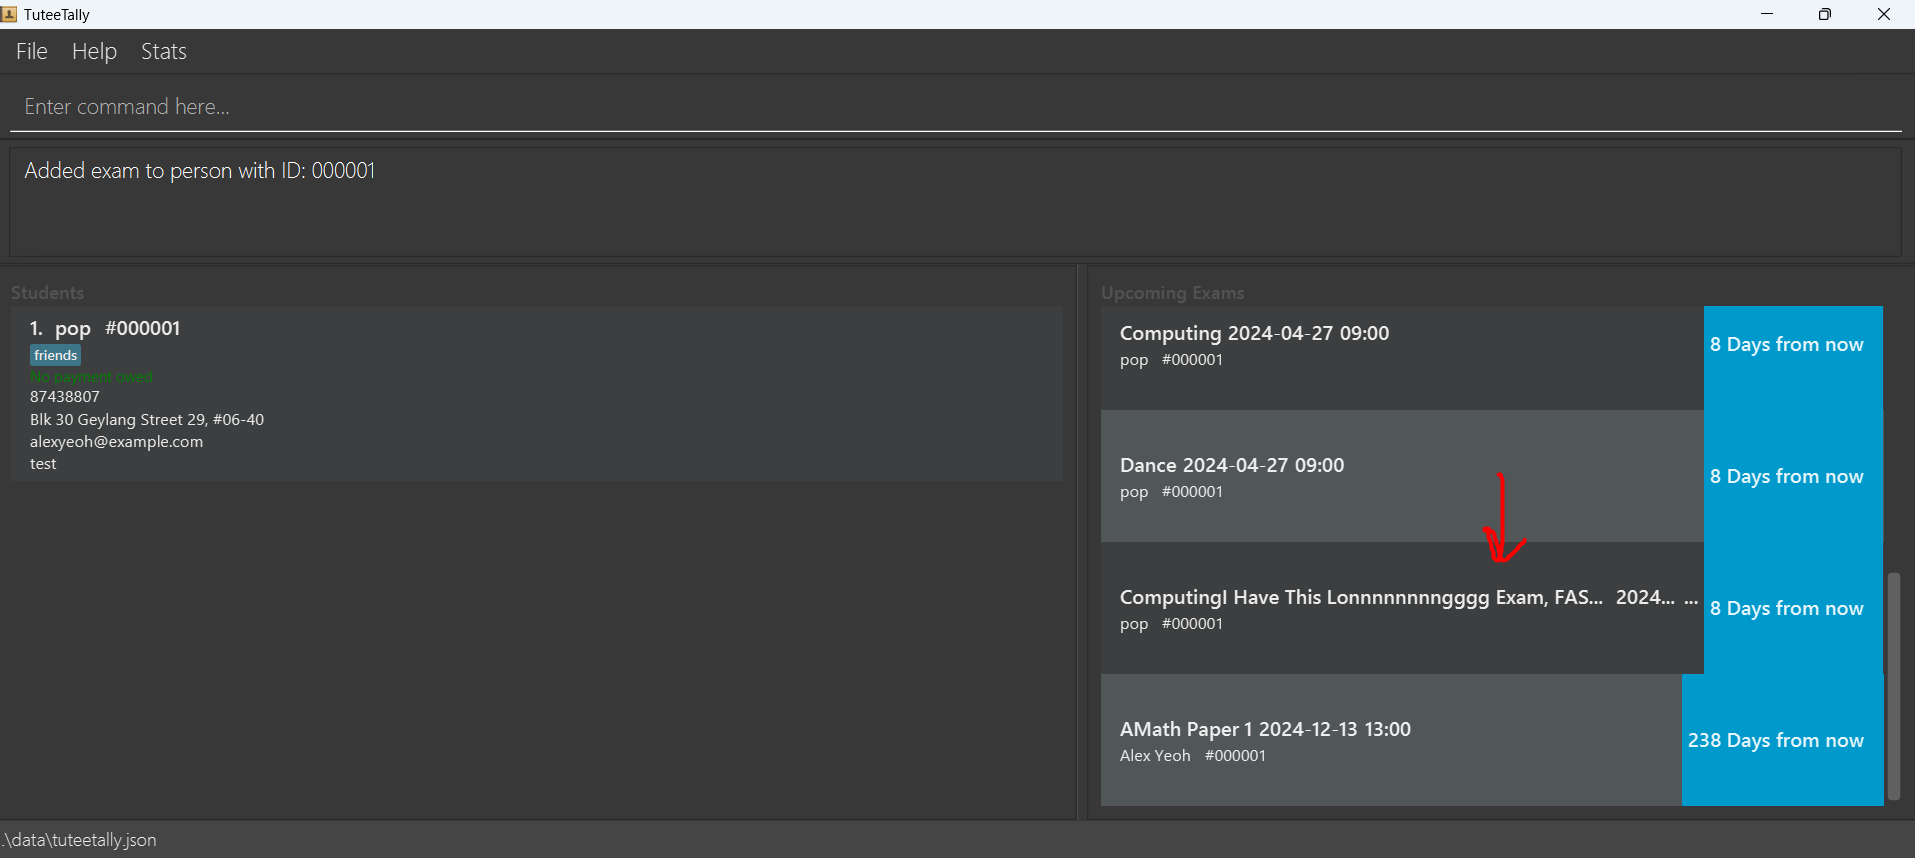 TuteeTally
File Help Stats
Enter command here...
Added exam to person with ID: 000001
Students
1. pop #000001
friends
No payment owed
87438807
Blk 30 Geylang Street 29, #06-40
alexyeoh@example.com
test
Upcoming Exams
Computing 2024-04-27 09:00
pop #000001
8 Days from now
Dance 2024-04-27 09:00
pop #000001
8 Days from now
ComputingI Have This Lonnnnnnnngggg Exam, FAS... 2024... ...
pop #000001
8 Days from now
AMath Paper 1 2024-12-13 13:00
Alex Yeoh #000001
238 Days from now
.\data\tuteetally.json